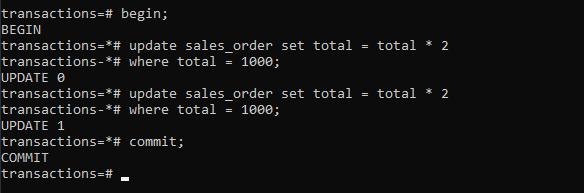 transactions=# begin;
BEGIN
transactions=*# update sales_order set total = total * 2
transactions-*# where total = 1000;
UPDATE 0
transactions=*# update sales_order set total = total * 2
transactions-*# where total = 1000;
UPDATE 1
transactions=*# commit;
COMMIT
transactions=#